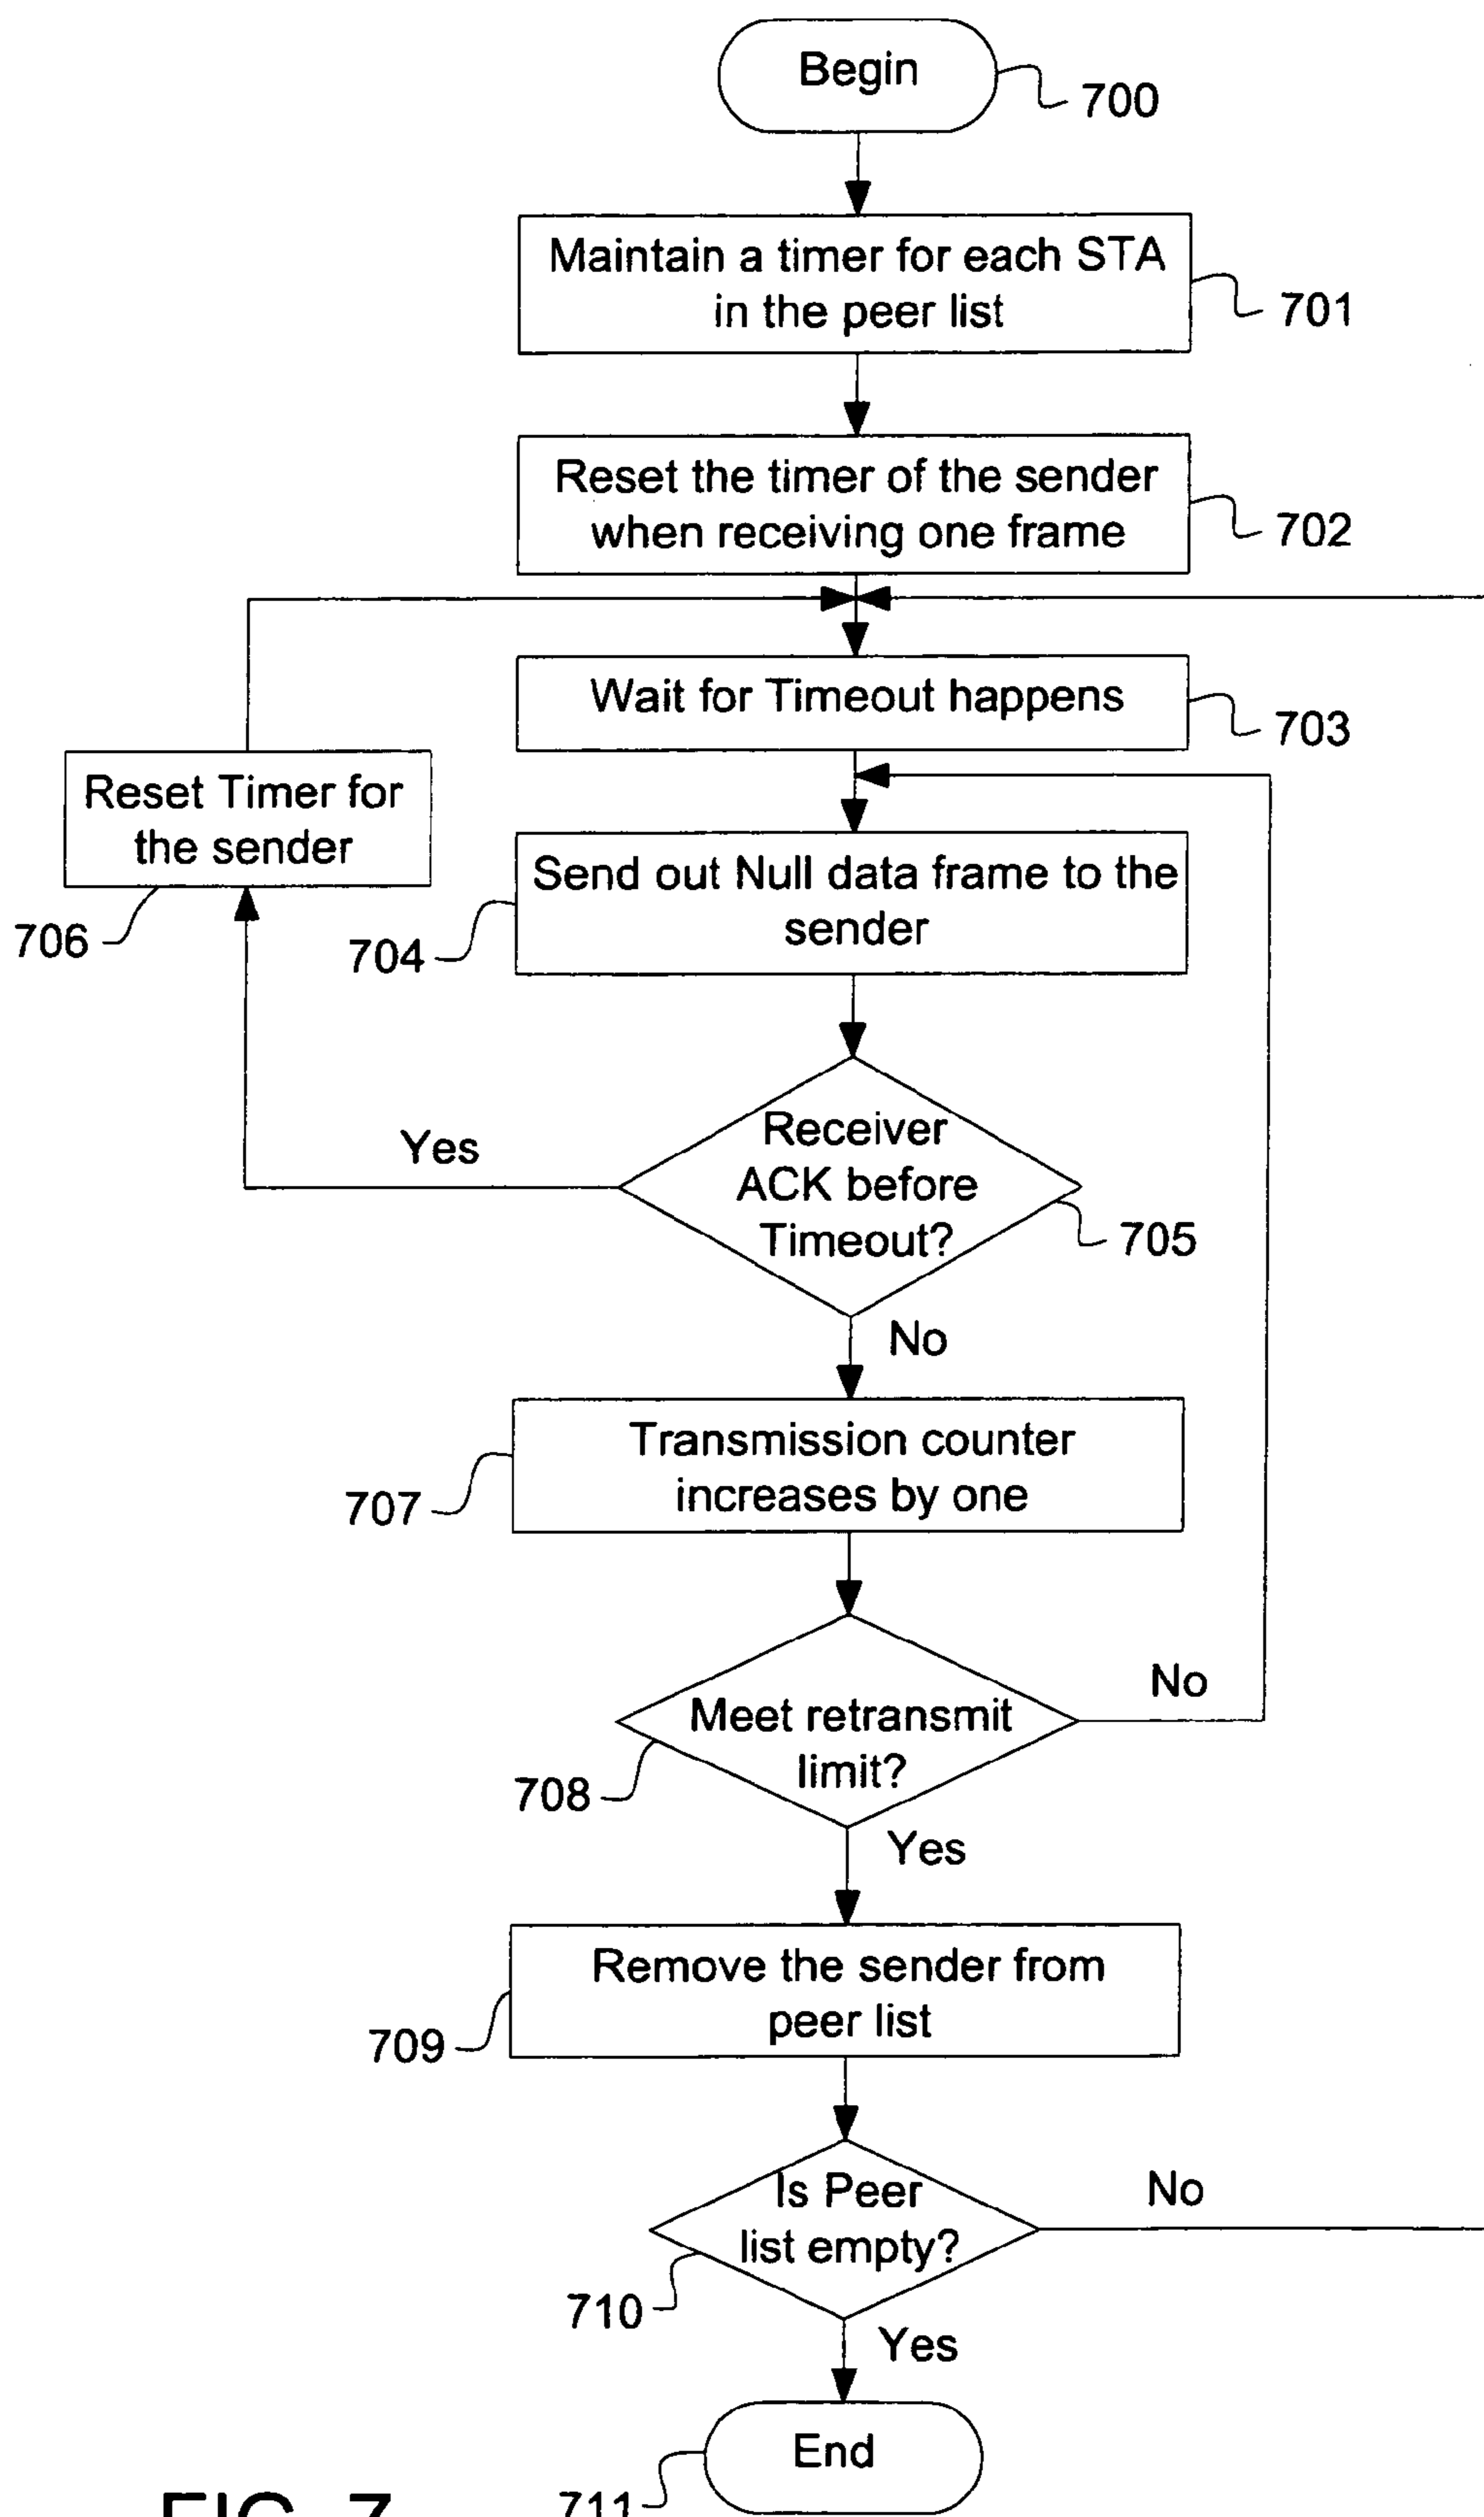 Begin
700
Maintain a timer for each STA
in the peer list
701
Reset the timer of the sender
when receiving one frame
702
Wait for Timeout happens
703
Reset Timer for
the sender
706
Send out Null data frame to the
sender
704
Receiver
ACK before
Timeout?
705
Yes
No
Transmission counter
increases by one
707
Meet retransmit
limit?
708
No
Yes
Remove the sender from
peer list
709
Is Peer
list empty?
710
No
Yes
End
711
FIG. 7